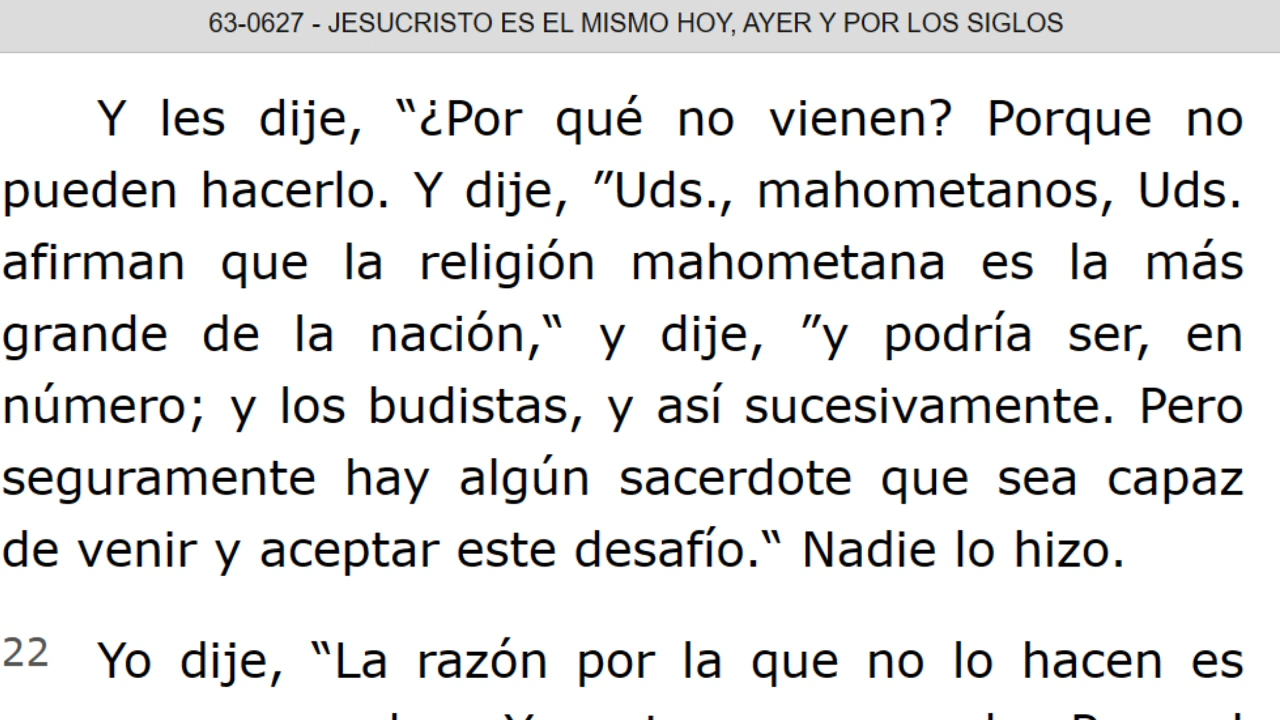 63-0627 - JESUCRISTO ES EL MISMO HOY, AYER Y POR LOS SIGLOS
Y les dije, “¿Por qué no vienen? Porque no
pueden hacerlo. Y dije, ”Uds., mahometanos, Uds.
afirman que la religión mahometana es la más
grande de la nación,“ y dije, ”y podría ser, en
número; y los budistas, y así sucesivamente. Pero
seguramente hay algún sacerdote que sea capaz
de venir y aceptar este desafío.“ Nadie lo hizo.
22 Yo dije, “La razón por la que no lo hacen es